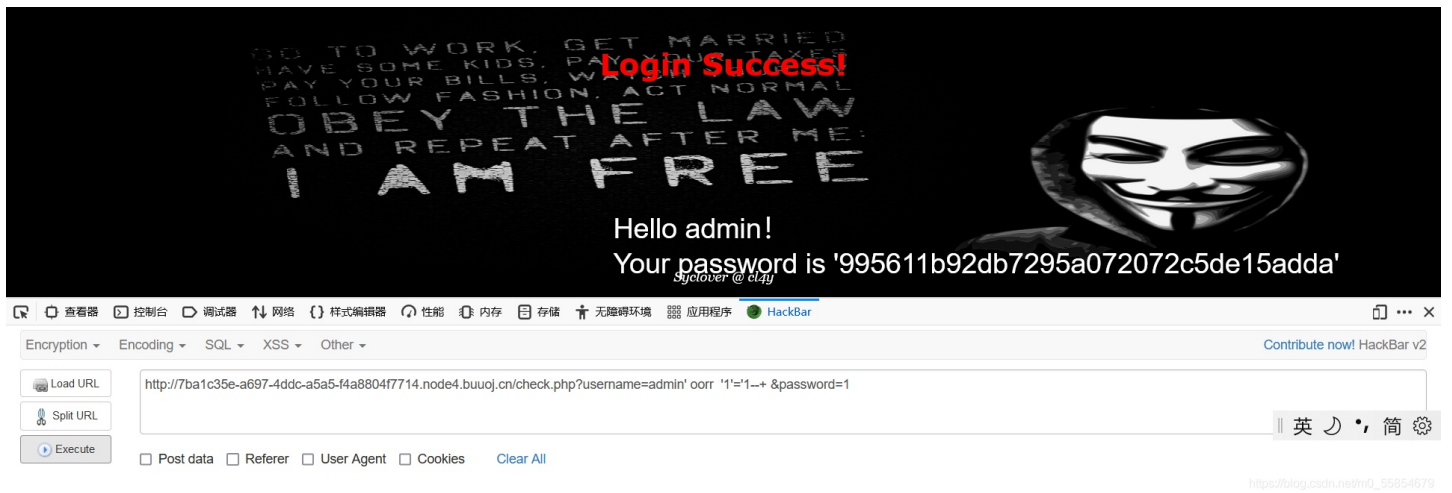 GO TO WORK. GET MARRIED
HAVE SOME KIDS. PAY YOUR TAXES
Login Success!
PAY YOUR BILLS. WATCH YOUR TV
FOLLOW FASHION. ACT NORMAL
OBEY THE LAW
AND REPEAT AFTER ME:
I AM FREE
Hello admin！
Your password is '995611b92db7295a072072c5de15adda'
Syclover @ cl4y
查看器 控制台 调试器 网络 样式编辑器 性能 内存 存储 无障碍环境 应用程序 HackBar
Encryption Encoding SQL XSS Other Contribute now! HackBar v2
Load URL
http://7ba1c35e-a697-4ddc-a5a5-f4a8804f7714.node4.buuoj.cn/check.php?username=admin' oorr '1'='1--+ &password=1
Split URL
Execute
英 简
Post data Referer User Agent Cookies Clear All
https://blog.csdn.net/m0_55854679